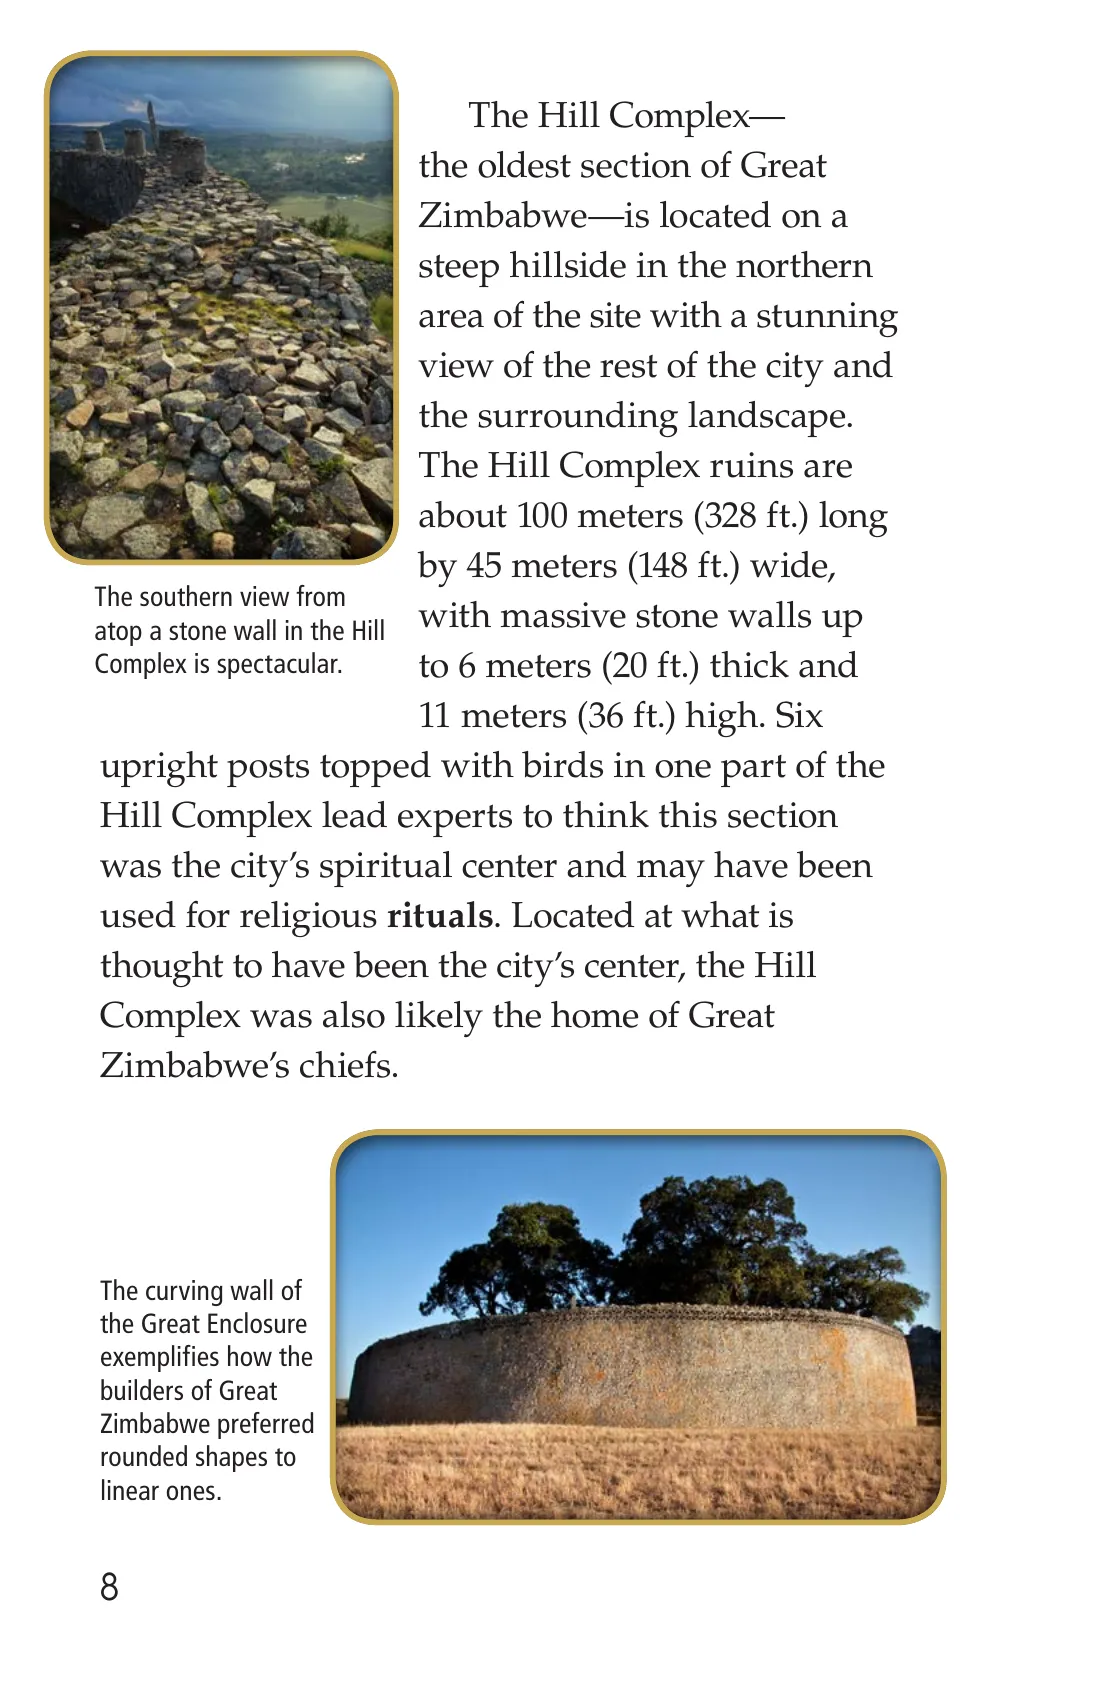 The Hill Complex—
the oldest section of Great
Zimbabwe—is located on a
steep hillside in the northern
area of the site with a stunning
view of the rest of the city and
the surrounding landscape.
The Hill Complex ruins are
about 100 meters (328 ft.) long
by 45 meters (148 ft.) wide,
with massive stone walls up
to 6 meters (20 ft.) thick and
11 meters (36 ft.) high. Six
upright posts topped with birds in one part of the
Hill Complex lead experts to think this section
was the city’s spiritual center and may have been
used for religious rituals. Located at what is
thought to have been the city’s center, the Hill
Complex was also likely the home of Great
Zimbabwe’s chiefs.
The southern view from
atop a stone wall in the Hill
Complex is spectacular.
The curving wall of
the Great Enclosure
exemplifies how the
builders of Great
Zimbabwe preferred
rounded shapes to
linear ones.
8